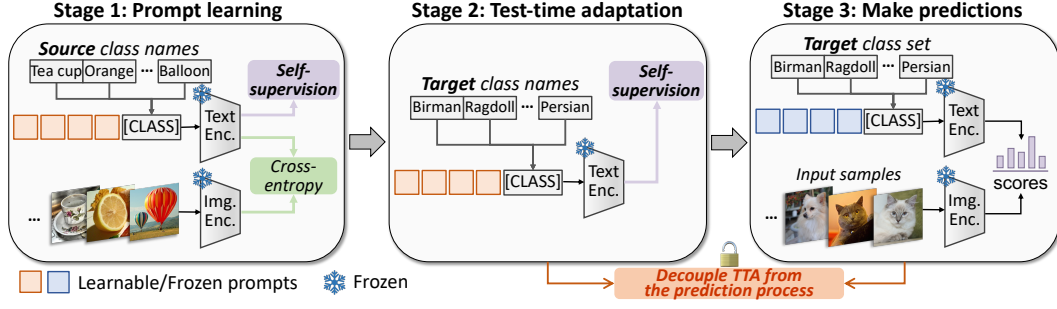 Stage 1: Prompt learning
Source class names
Tea cup Orange ... Balloon
Self-
supervision
[CLASS]
Text
Enc.
Cross-
entropy
...
Img.
Enc.
Stage 2: Test-time adaptation
Target class names
Birman Ragdoll ... Persian
Self-
supervision
[CLASS]
Text
Enc.
Stage 3: Make predictions
Target class set
Birman Ragdoll ... Persian
[CLASS]
Text
Enc.
Input samples
...
Img.
Enc.
scores
Learnable/Frozen prompts
Frozen
Decouple TTA from
the prediction process